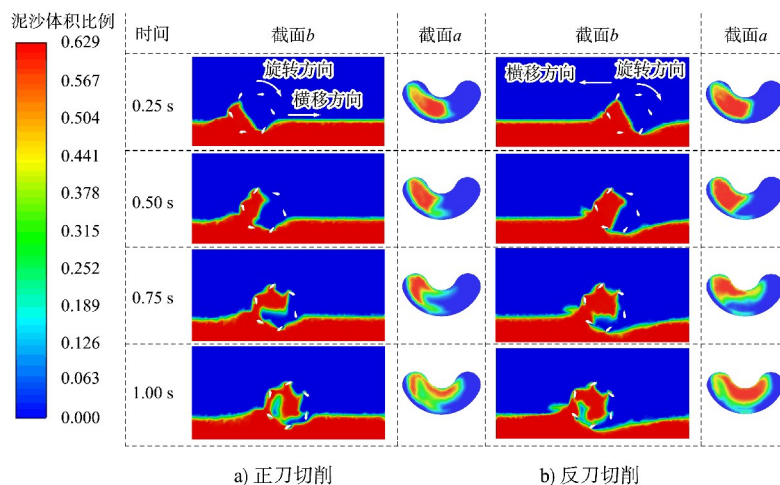 泥沙体积比例
0.629
0.567
0.504
0.441
0.378
0.315
0.252
0.189
0.126
0.063
0.000
时间 截面b 截面a 截面b 截面a
0.25 s
旋转方向
横移方向
横移方向 旋转方向
0.50 s
0.75 s
1.00 s
a) 正刀切削 b) 反刀切削